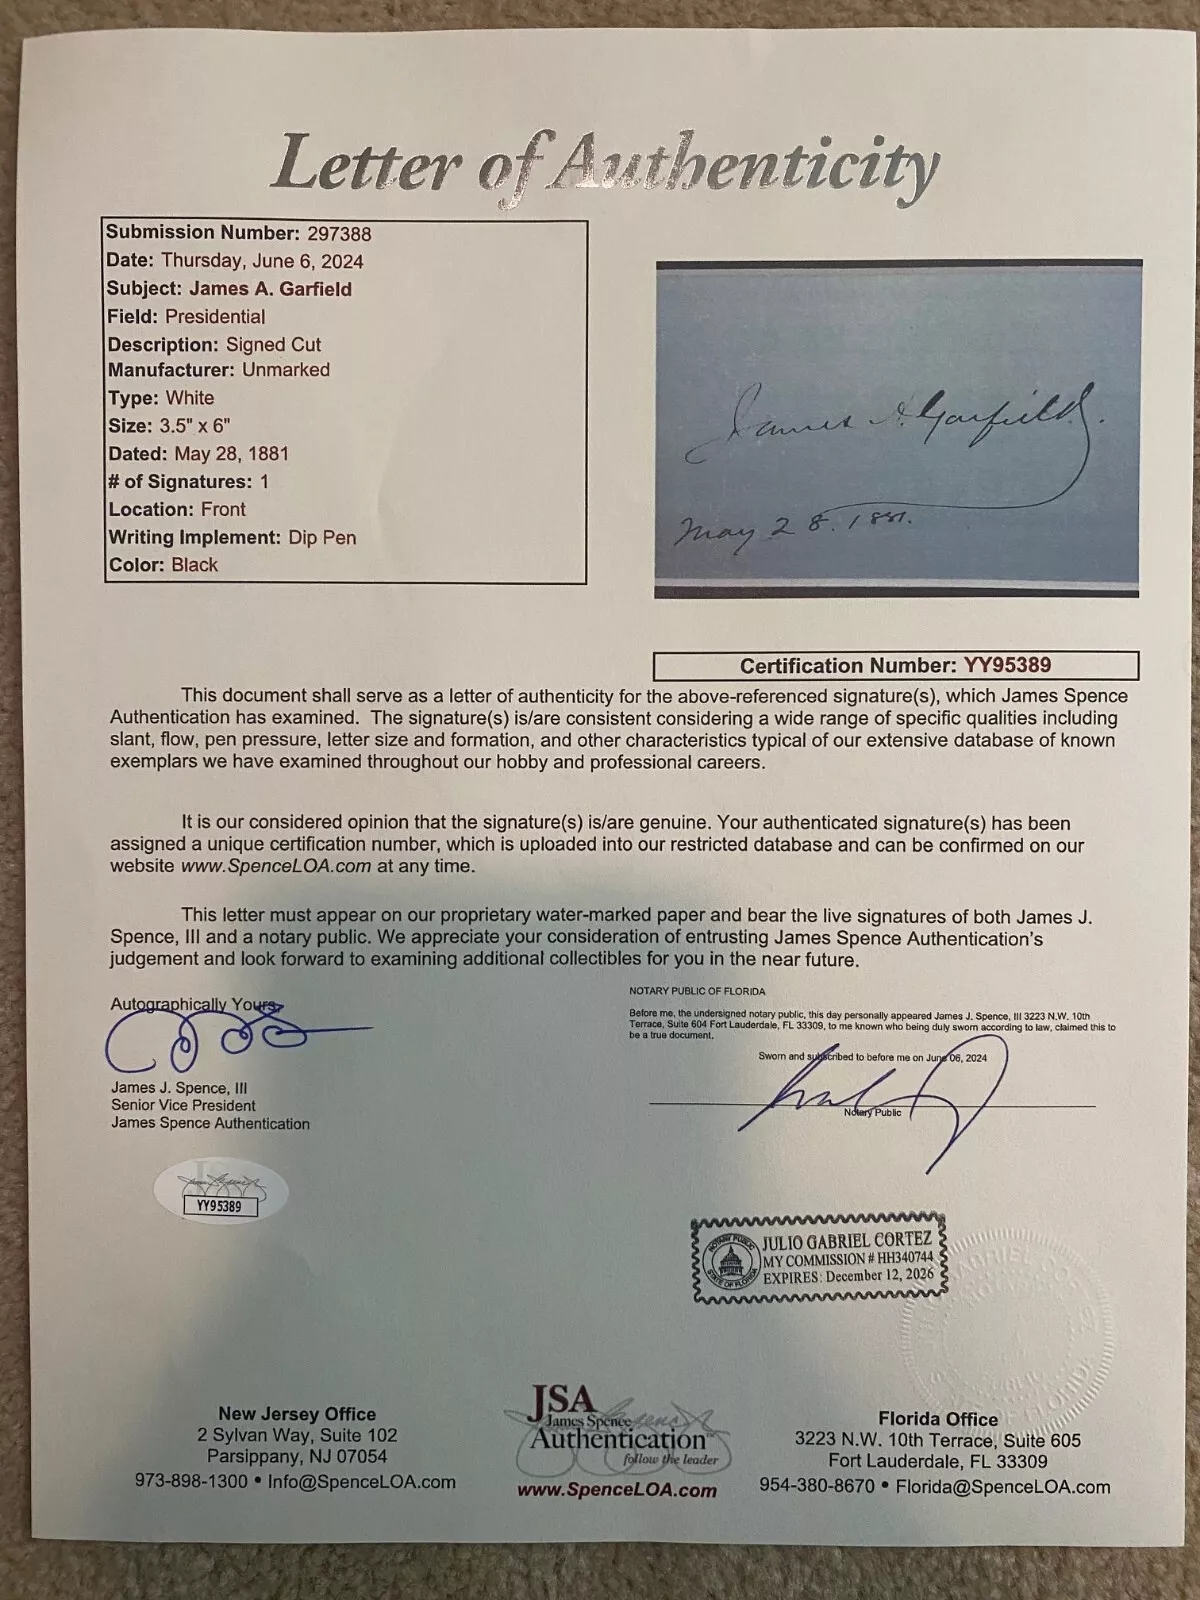 Letter of Authenticity
Submission Number: 297388
Date: Thursday, June 6, 2024
Subject: James A. Garfield
Field: Presidential
Description: Signed Cut
Manufacturer: Unmarked
Type: White
Size: 3.5" x 6"
Dated: May 28, 1881
# of Signatures: 1
Location: Front
Writing Implement: Dip Pen
Color: Black
James A. Garfield.
May 28. 1881.
Certification Number: YY95389
This document shall serve as a letter of authenticity for the above-referenced signature(s), which James Spence
Authentication has examined. The signature(s) is/are consistent considering a wide range of specific qualities including
slant, flow, pen pressure, letter size and formation, and other characteristics typical of our extensive database of known
exemplars we have examined throughout our hobby and professional careers.
It is our considered opinion that the signature(s) is/are genuine. Your authenticated signature(s) has been
assigned a unique certification number, which is uploaded into our restricted database and can be confirmed on our
website www.SpenceLOA.com at any time.
This letter must appear on our proprietary water-marked paper and bear the live signatures of both James J.
Spence, III and a notary public. We appreciate your consideration of entrusting James Spence Authentication's
judgement and look forward to examining additional collectibles for you in the near future.
Autographically Yours,
James J. Spence, III
Senior Vice President
James Spence Authentication
YY95389
NOTARY PUBLIC OF FLORIDA
Before me, the undersigned notary public, this day personally appeared James J. Spence, III 3223 N.W. 10th
Terrace, Suite 604 Fort Lauderdale, FL 33309, to me known who being duly sworn according to law, claimed this to
be a true document.
Sworn and subscribed to before me on June 06, 2024
Notary Public
NOTARY PUBLIC
STATE OF FLORIDA
JULIO GABRIEL CORTEZ
MY COMMISSION # HH340744
EXPIRES: December 12, 2026
New Jersey Office
2 Sylvan Way, Suite 102
Parsippany, NJ 07054
973-898-1300 • Info@SpenceLOA.com
JSA
James Spence
Authentication™
follow the leader
www.SpenceLOA.com
Florida Office
3223 N.W. 10th Terrace, Suite 605
Fort Lauderdale, FL 33309
954-380-8670 • Florida@SpenceLOA.com